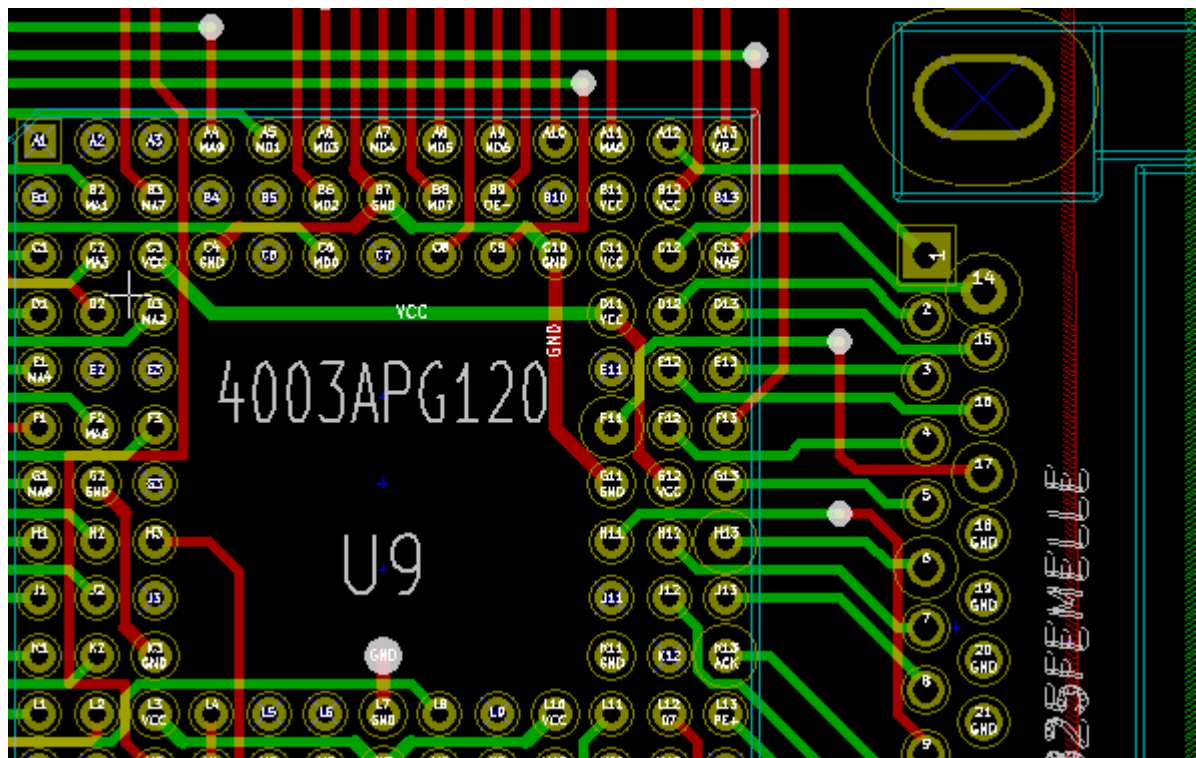 A1 A2 A3 A4 A5 A6 A7 A8 A9 A10 A11 A12 A13
MA0 MD1 MD3 MD4 MD5 MD6 MA6 VR-
B1 B2 B3 B4 B5 B6 B7 B8 B9 B10 B11 B12 B13
MA1 MA7 MD2 GND MD7 OE- VCC VCC
C1 C2 C3 C4 C6 C7 C8 C9 C10 C11 C12 C13
MA3 VCC GND MD0 GND VCC MA5
1
14
D1 D2 D3 VCC D11 D12 D13 2
MA2 VCC
GND
15
E1 E2 E3 E11 E12 E13 3
MA4
4003APG120
16
F1 F2 F3 F11 F12 F13 4
MA6
17
G1 G2 G3 G11 G12 G13 5
GND GND VCC
18
GND
H1 H2 H3 U9 H11 H12 H13 6
19
GND
J1 J2 J3 J11 J12 J13 7
20
GND
K1 K2 K3 GND K11 K12 K13 8
GND GND ACK
21
GND
L1 L2 L3 L4 L5 L6 L7 L8 L9 L10 L11 L12 L13 9
VCC GND VCC D7 PE+
25FEMELLE